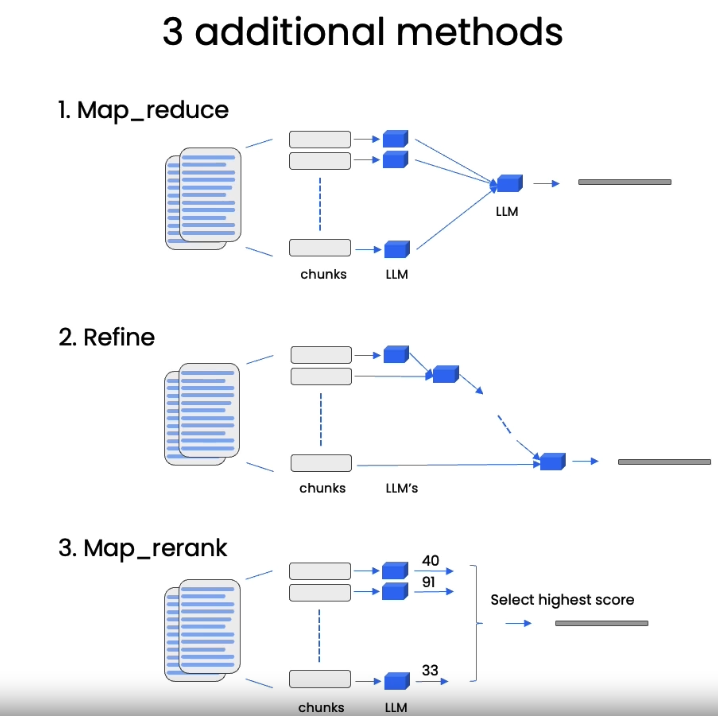 3 additional methods
1. Map_reduce
LLM
chunks LLM
2. Refine
chunks LLM's
3. Map_rerank
40
91
Select highest score
33
chunks LLM